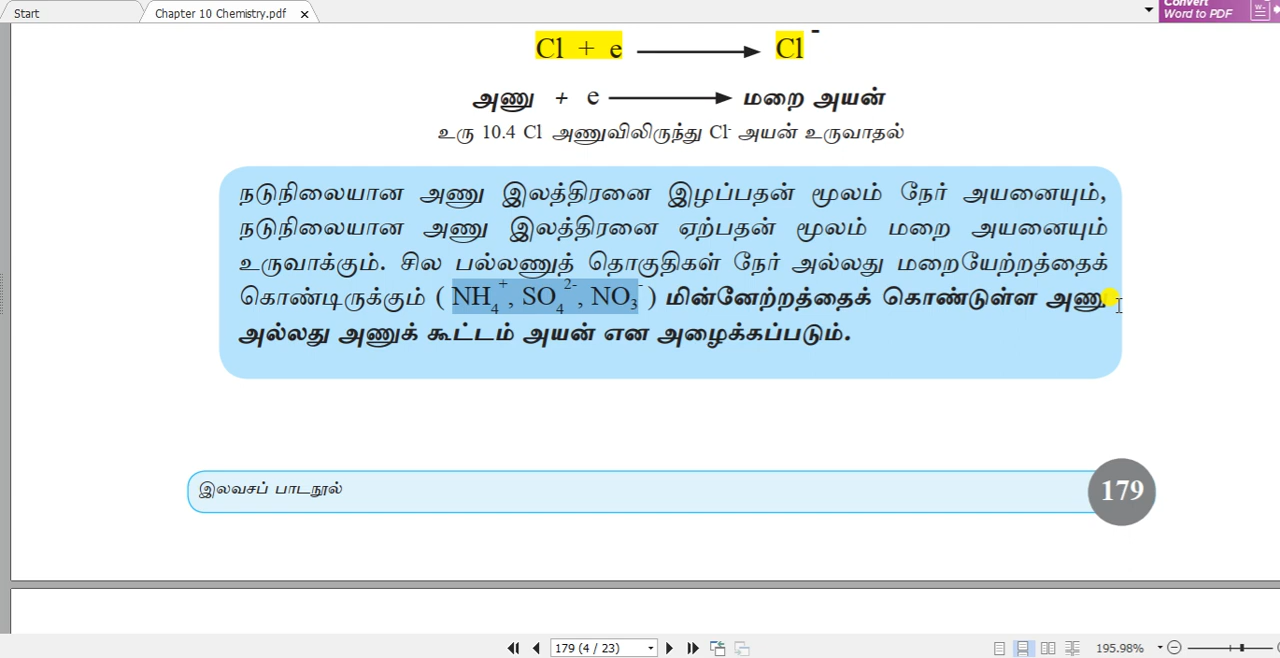 Start
Chapter 10 Chemistry.pdf
Convert
Word to PDF
Cl + e ⟶ Cl⁻
அணு + e ⟶ மறை அயன்
உரு 10.4 Cl அணுவிலிருந்து Cl⁻ அயன் உருவாதல்
நடுநிலையான அணு இலத்திரனை இழப்பதன் மூலம் நேர் அயனையும்,
நடுநிலையான அணு இலத்திரனை ஏற்பதன் மூலம் மறை அயனையும்
உருவாக்கும். சில பல்லணுத் தொகுதிகள் நேர் அல்லது மறையேற்றத்தைக்
கொண்டிருக்கும் ( NH₄⁺, SO₄²⁻, NO₃⁻ ) மின்னேற்றத்தைக் கொண்டுள்ள அணு
அல்லது அணுக் கூட்டம் அயன் என அழைக்கப்படும்.
இலவசப் பாடநூல்
179
179 (4 / 23)
195.98%